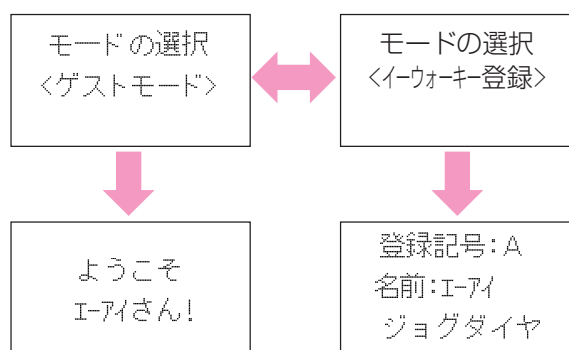 モードの選択
<ゲストモード>
モードの選択
<ｲｰｳｫｰｷｰ登録>
ようこそ
ｴｰｱｲさん!
登録記号:A
名前:ｴｰｱｲ
ジョグダイヤ